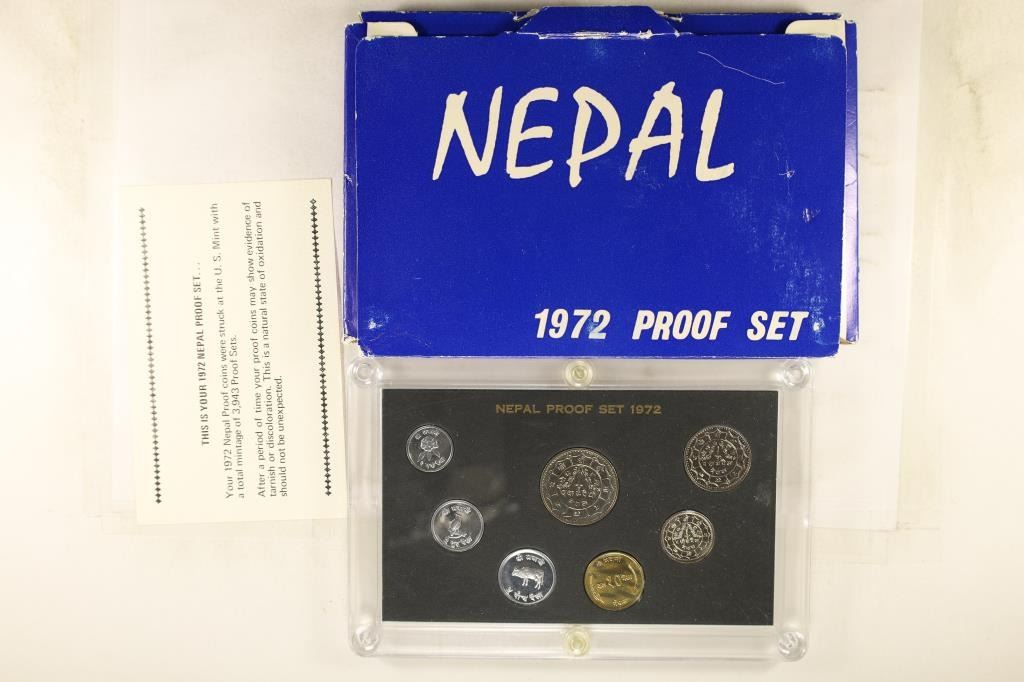 NEPAL
1972 PROOF SET
THIS IS YOUR 1972 NEPAL PROOF SET...
Your 1972 Nepal Proof coins were struck at the U. S. Mint with
a total mintage of 3,943 Proof Sets.
After a period of time your proof coins may show evidence of
tarnish or discoloration. This is a natural state of oxidation and
should not be unexpected.
NEPAL PROOF SET 1972